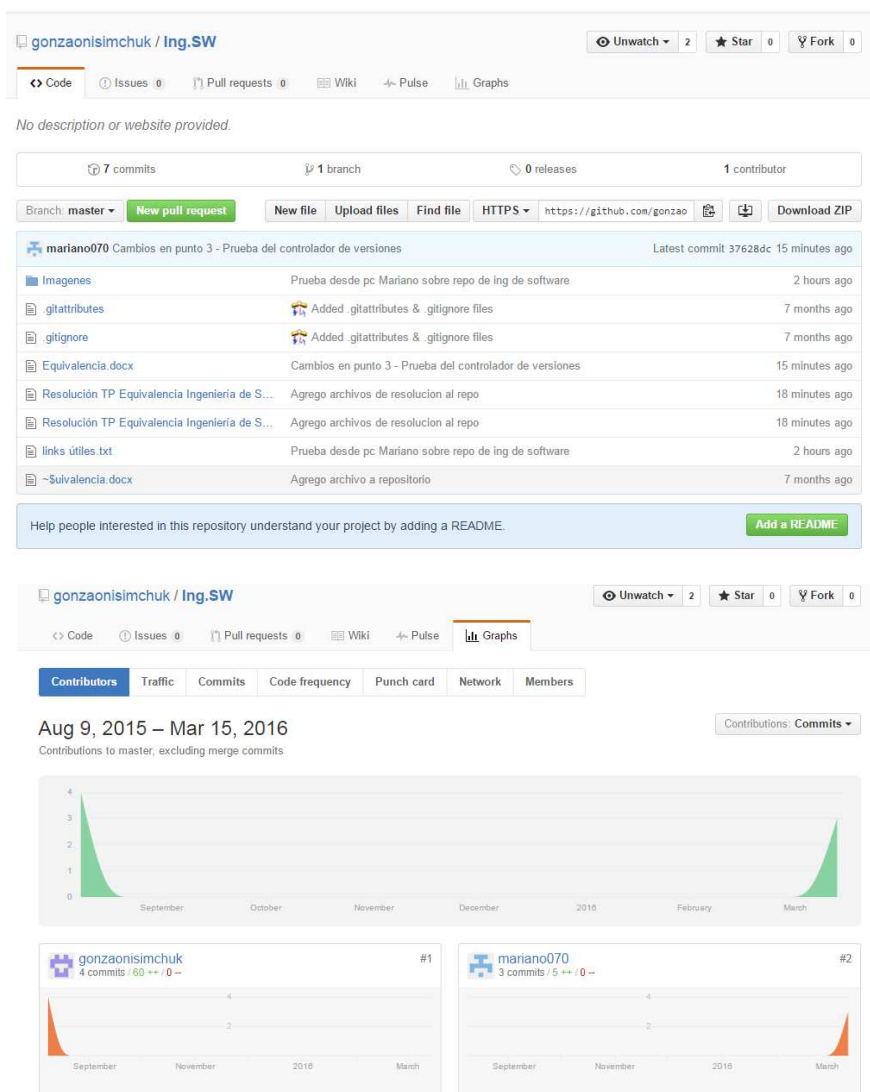 gonzaonisimchuk / Ing.SW Unwatch 2 Star 0 Fork 0
Code Issues 0 Pull requests 0 Wiki Pulse Graphs
No description or website provided.
7 commits 1 branch 0 releases 1 contributor
Branch: master New pull request New file Upload files Find file HTTPS https://github.com/gonzao Download ZIP
mariano070 Cambios en punto 3 - Prueba del controlador de versiones Latest commit 37628dc 15 minutes ago
Imagenes Prueba desde pc Mariano sobre repo de ing de software 2 hours ago
.gitattributes Added .gitattributes & .gitignore files 7 months ago
.gitignore Added .gitattributes & .gitignore files 7 months ago
Equivalencia.docx Cambios en punto 3 - Prueba del controlador de versiones 15 minutes ago
Resolución TP Equivalencia Ingeniería de S... Agrego archivos de resolucion al repo 18 minutes ago
Resolución TP Equivalencia Ingeniería de S... Agrego archivos de resolucion al repo 18 minutes ago
links útiles.txt Prueba desde pc Mariano sobre repo de ing de software 2 hours ago
~$uivalencia.docx Agrego archivo a repositorio 7 months ago
Help people interested in this repository understand your project by adding a README. Add a README
gonzaonisimchuk / Ing.SW Unwatch 2 Star 0 Fork 0
Code Issues 0 Pull requests 0 Wiki Pulse Graphs
Contributors Traffic Commits Code frequency Punch card Network Members
Aug 9, 2015 – Mar 15, 2016 Contributions: Commits
Contributions to master, excluding merge commits
4
3
2
1
0
September October November December 2016 February March
gonzaonisimchuk #1 mariano070 #2
4 commits / 60 ++ / 0 -- 3 commits / 5 ++ / 0 --
4 4
2 2
September November 2016 March September November 2016 March